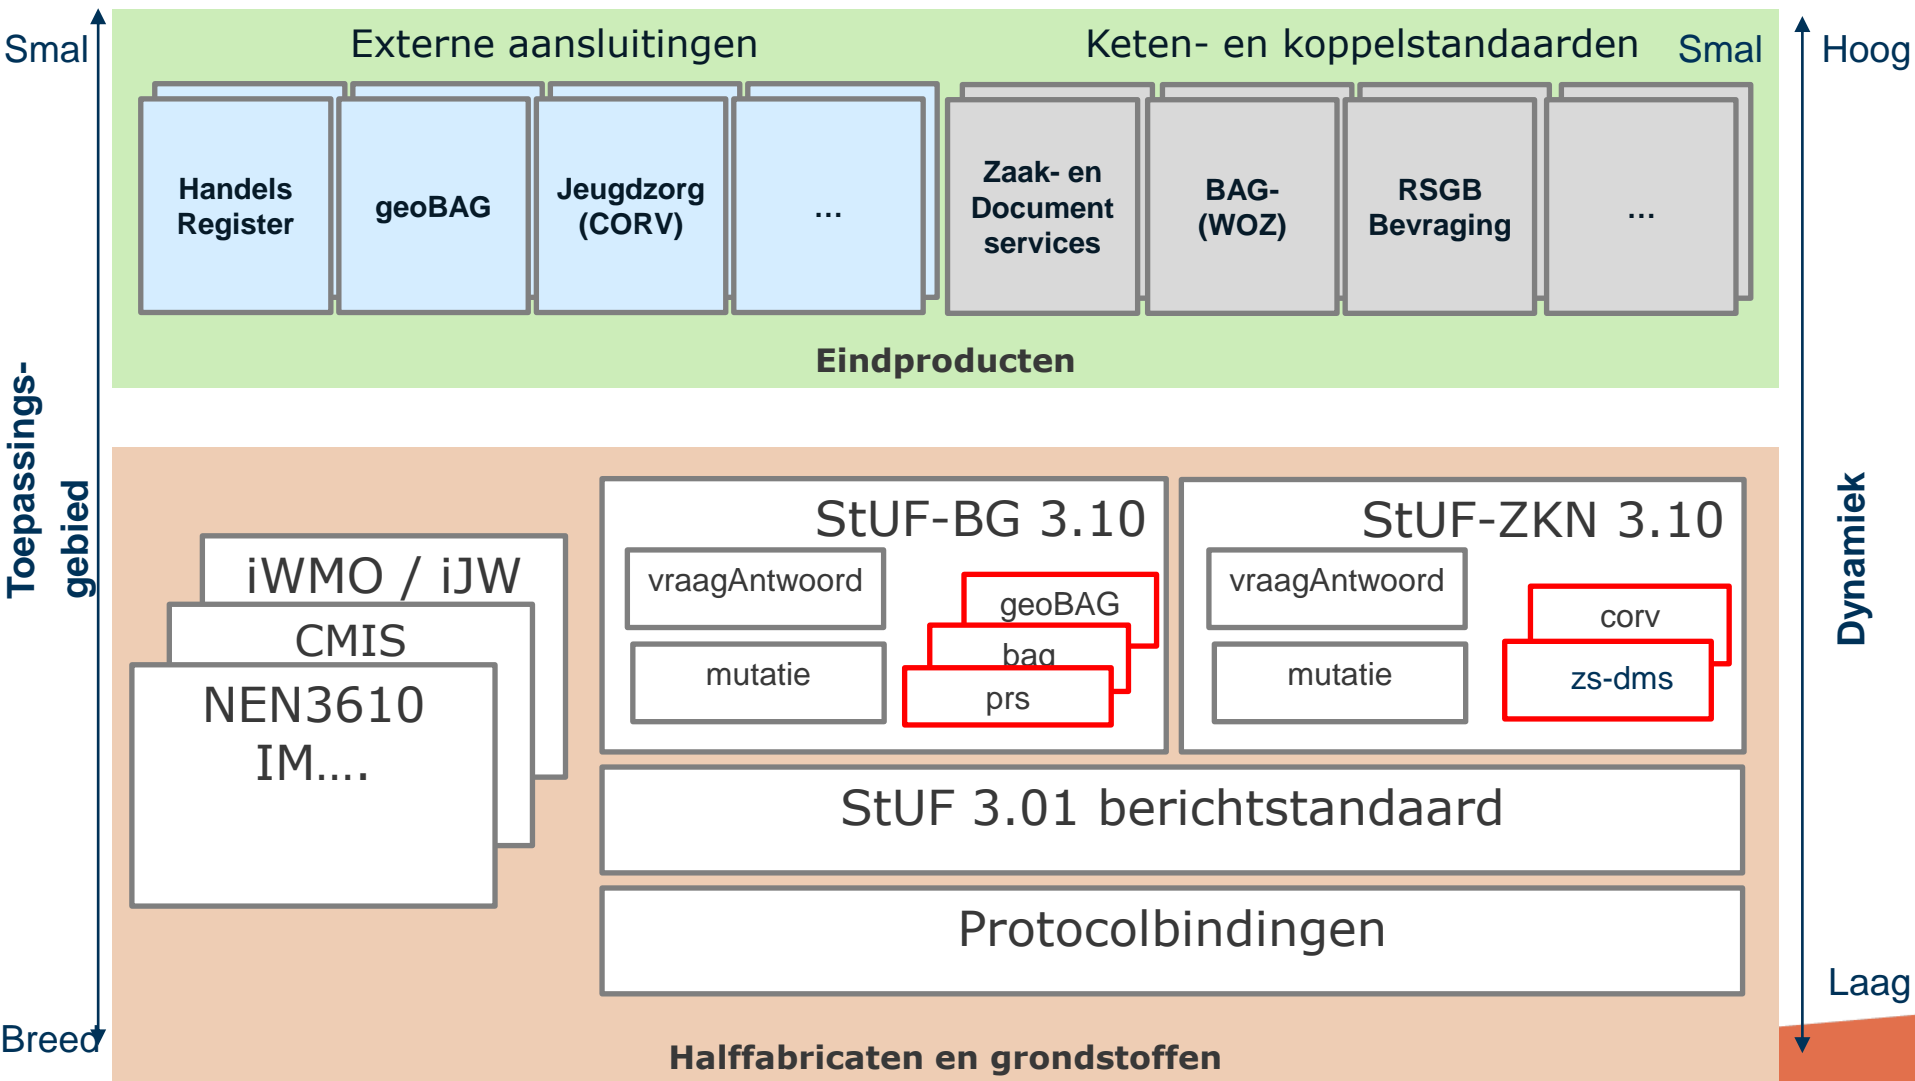 Externe aansluitingen
Keten- en koppelstandaarden
Smal
Smal
Hoog
Handels
Register
geoBAG
Jeugdzorg
(CORV)
...
Zaak- en
Document
services
BAG-
(WOZ)
RSGB
Bevraging
...
Eindproducten
Toepassings-
gebied
Dynamiek
iWMO / iJW
CMIS
NEN3610
IM....
StUF-BG 3.10
vraagAntwoord
mutatie
geoBAG
bag
prs
StUF-ZKN 3.10
vraagAntwoord
mutatie
corv
zs-dms
StUF 3.01 berichtstandaard
Protocolbindingen
Laag
Breed
Halffabricaten en grondstoffen